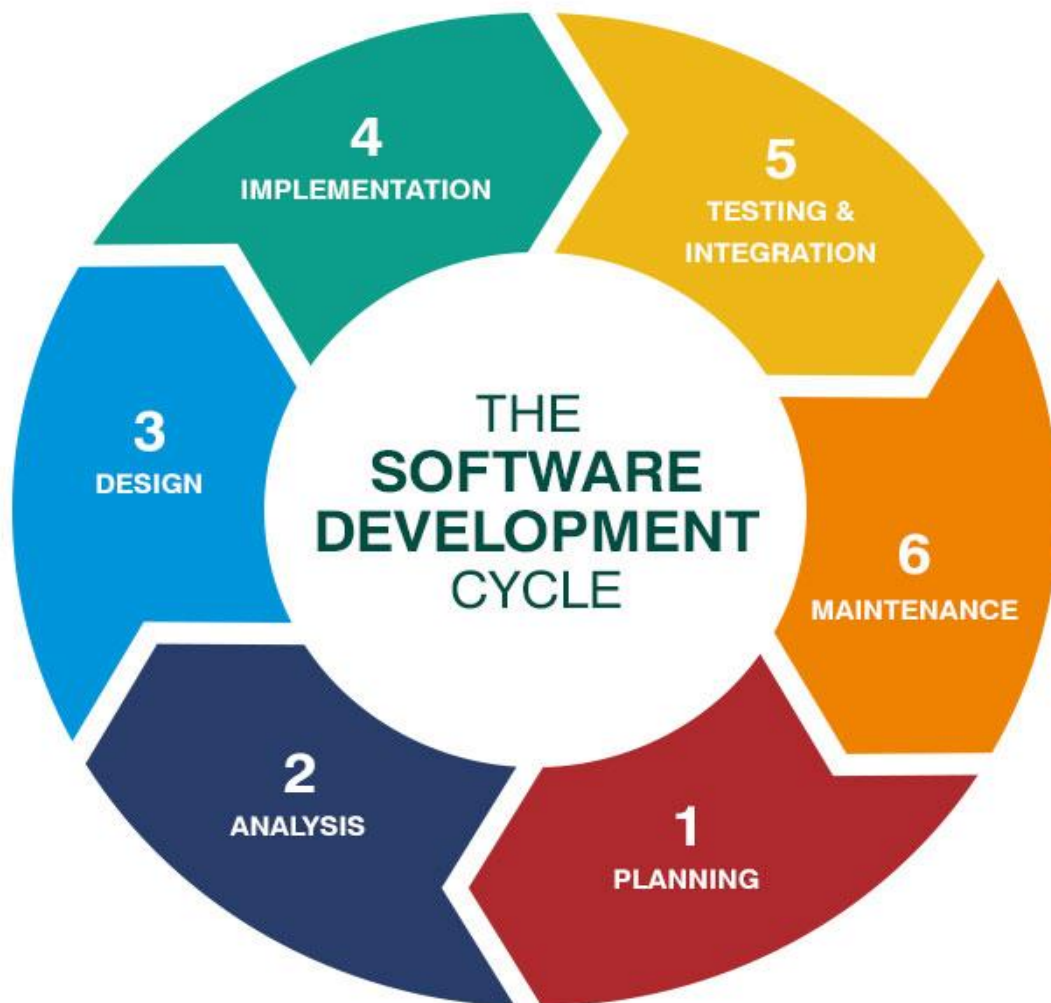 THE
SOFTWARE
DEVELOPMENT
CYCLE
1
PLANNING
2
ANALYSIS
3
DESIGN
4
IMPLEMENTATION
5
TESTING &
INTEGRATION
6
MAINTENANCE